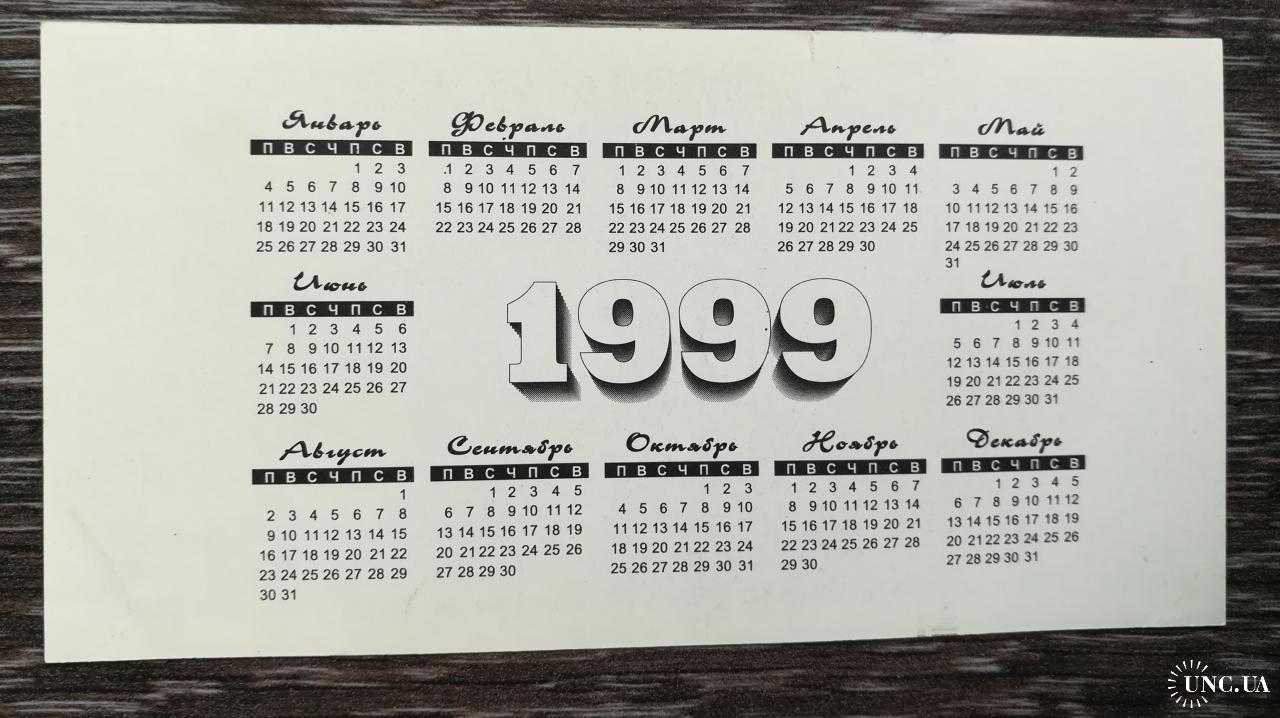 Январь
П В С Ч П С В
1 2 3
4 5 6 7 8 9 10
11 12 13 14 15 16 17
18 19 20 21 22 23 24
25 26 27 28 29 30 31
Февраль
П В С Ч П С В
1 2 3 4 5 6 7
8 9 10 11 12 13 14
15 16 17 18 19 20 21
22 23 24 25 26 27 28
Март
П В С Ч П С В
1 2 3 4 5 6 7
8 9 10 11 12 13 14
15 16 17 18 19 20 21
22 23 24 25 26 27 28
29 30 31
Апрель
П В С Ч П С В
1 2 3 4
5 6 7 8 9 10 11
12 13 14 15 16 17 18
19 20 21 22 23 24 25
26 27 28 29 30
Май
П В С Ч П С В
1 2
3 4 5 6 7 8 9
10 11 12 13 14 15 16
17 18 19 20 21 22 23
24 25 26 27 28 29 30
31
Июнь
П В С Ч П С В
1 2 3 4 5 6
7 8 9 10 11 12 13
14 15 16 17 18 19 20
21 22 23 24 25 26 27
28 29 30
1999
Июль
П В С Ч П С В
1 2 3 4
5 6 7 8 9 10 11
12 13 14 15 16 17 18
19 20 21 22 23 24 25
26 27 28 29 30 31
Август
П В С Ч П С В
1
2 3 4 5 6 7 8
9 10 11 12 13 14 15
16 17 18 19 20 21 22
23 24 25 26 27 28 29
30 31
Сентябрь
П В С Ч П С В
1 2 3 4 5
6 7 8 9 10 11 12
13 14 15 16 17 18 19
20 21 22 23 24 25 26
27 28 29 30
Октябрь
П В С Ч П С В
1 2 3
4 5 6 7 8 9 10
11 12 13 14 15 16 17
18 19 20 21 22 23 24
25 26 27 28 29 30 31
Ноябрь
П В С Ч П С В
1 2 3 4 5 6 7
8 9 10 11 12 13 14
15 16 17 18 19 20 21
22 23 24 25 26 27 28
29 30
Декабрь
П В С Ч П С В
1 2 3 4 5
6 7 8 9 10 11 12
13 14 15 16 17 18 19
20 21 22 23 24 25 26
27 28 29 30 31
UNC.UA